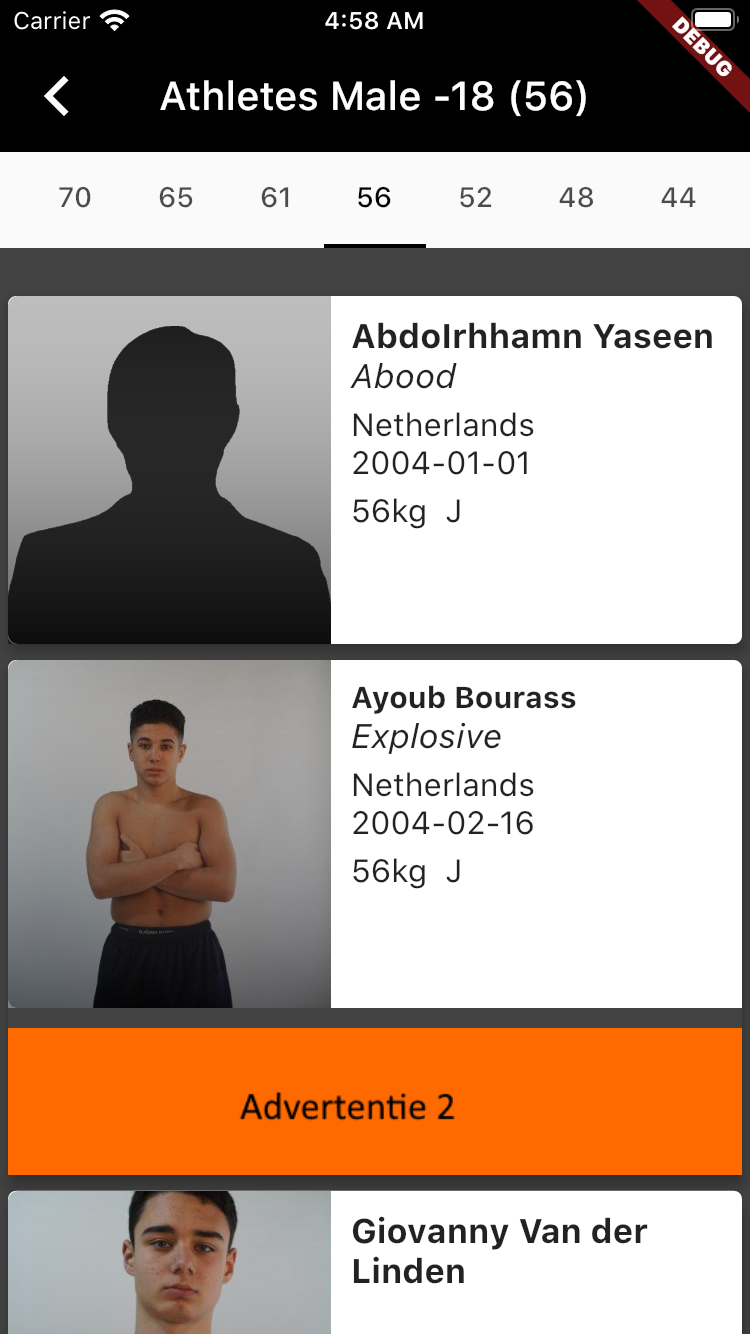 Carrier 4:58 AM
DEBUG
Athletes Male -18 (56)
70 65 61 56 52 48 44
Abdolrhhamn Yaseen
Abood
Netherlands
2004-01-01
56kg J
Ayoub Bourass
Explosive
Netherlands
2004-02-16
56kg J
Advertentie 2
Giovanny Van der
Linden